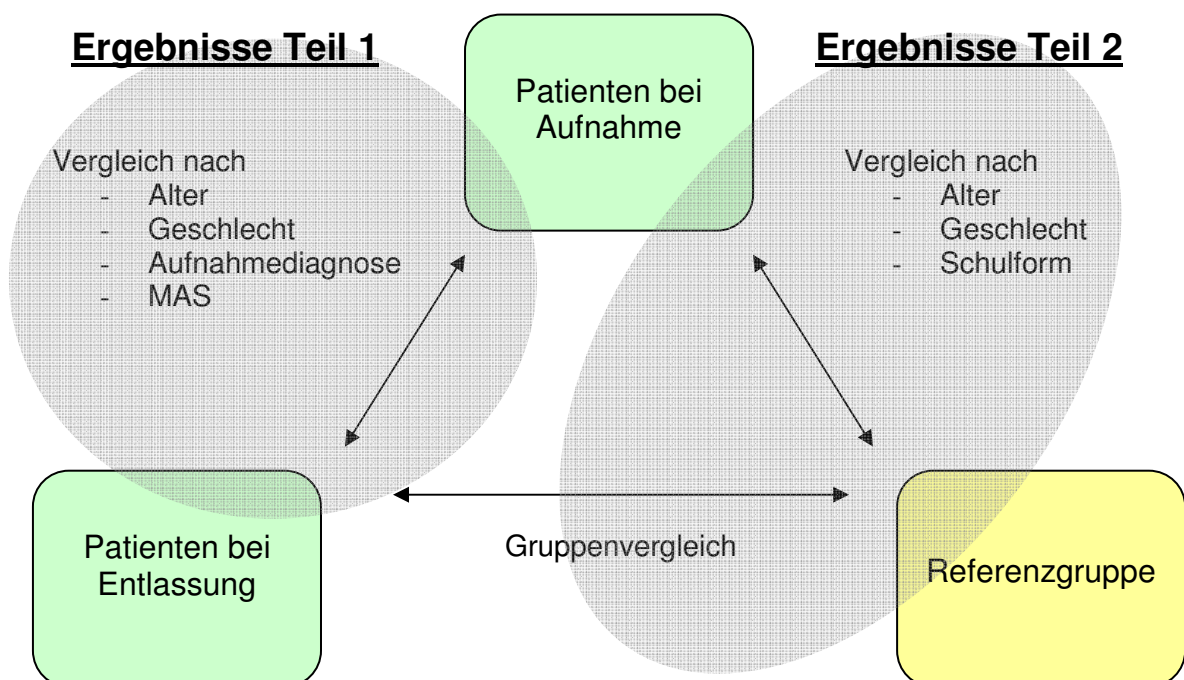 Ergebnisse Teil 1
Vergleich nach
- Alter
- Geschlecht
- Aufnahmediagnose
- MAS
Patienten bei
Aufnahme
Ergebnisse Teil 2
Vergleich nach
- Alter
- Geschlecht
- Schulform
Patienten bei
Entlassung
Gruppenvergleich
Referenzgruppe